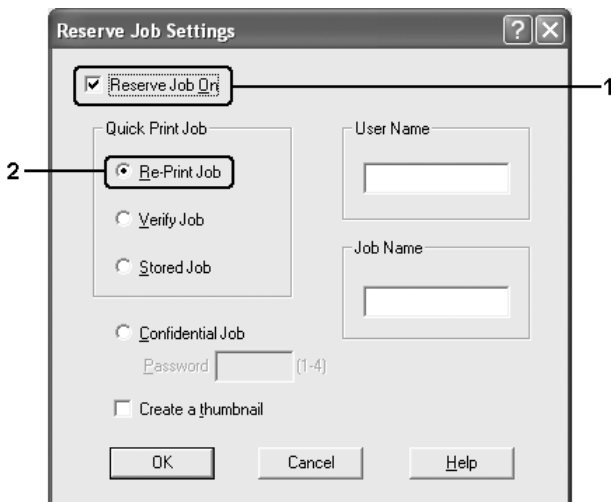 Reserve Job Settings
Reserve Job On
1
Quick Print Job
2
Re-Print Job
Verify Job
Stored Job
User Name
Job Name
Confidential Job
Password (1-4)
Create a thumbnail
OK
Cancel
Help